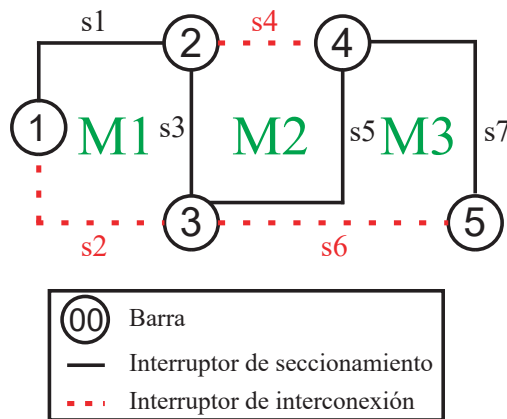 s1
2
s4
4
1
M1
s3
M2
s5
M3
s7
3
5
s2
s6
00 Barra
Interruptor de seccionamiento
Interruptor de interconexión